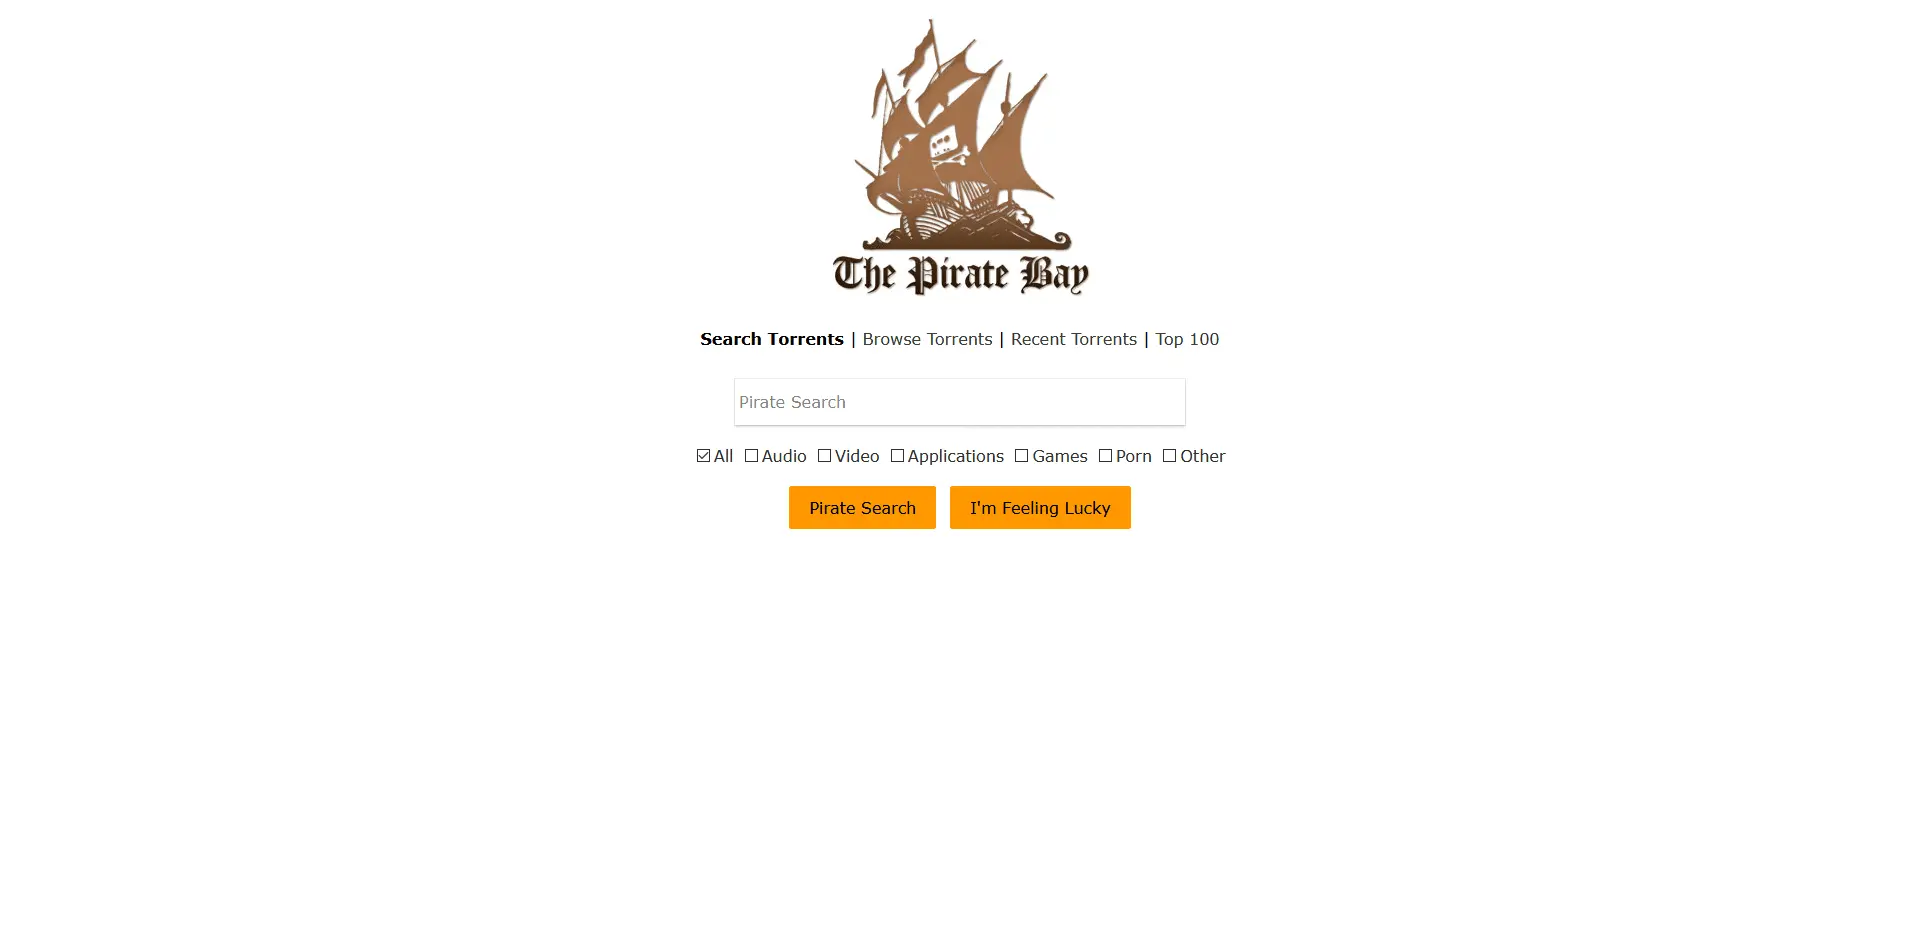 The Pirate Bay
Search Torrents | Browse Torrents | Recent Torrents | Top 100
Pirate Search
All Audio Video Applications Games Porn Other
Pirate Search I'm Feeling Lucky